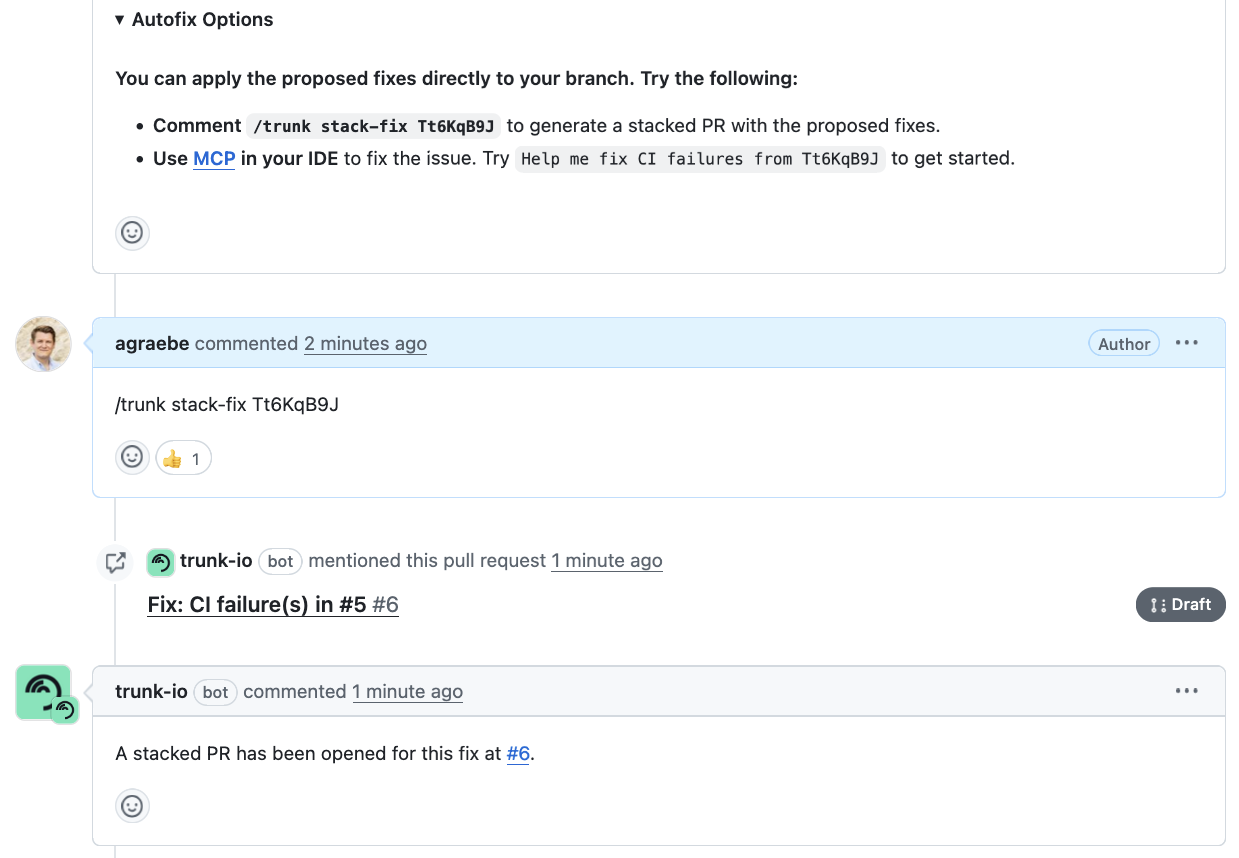 ▼ Autofix Options
You can apply the proposed fixes directly to your branch. Try the following:
• Comment /trunk stack-fix Tt6KqB9J to generate a stacked PR with the proposed fixes.
• Use MCP in your IDE to fix the issue. Try Help me fix CI failures from Tt6KqB9J to get started.
agraebe commented 2 minutes ago Author ...
/trunk stack-fix Tt6KqB9J
👍 1
trunk-io bot mentioned this pull request 1 minute ago
Fix: CI failure(s) in #5 #6 Draft
trunk-io bot commented 1 minute ago ...
A stacked PR has been opened for this fix at #6.